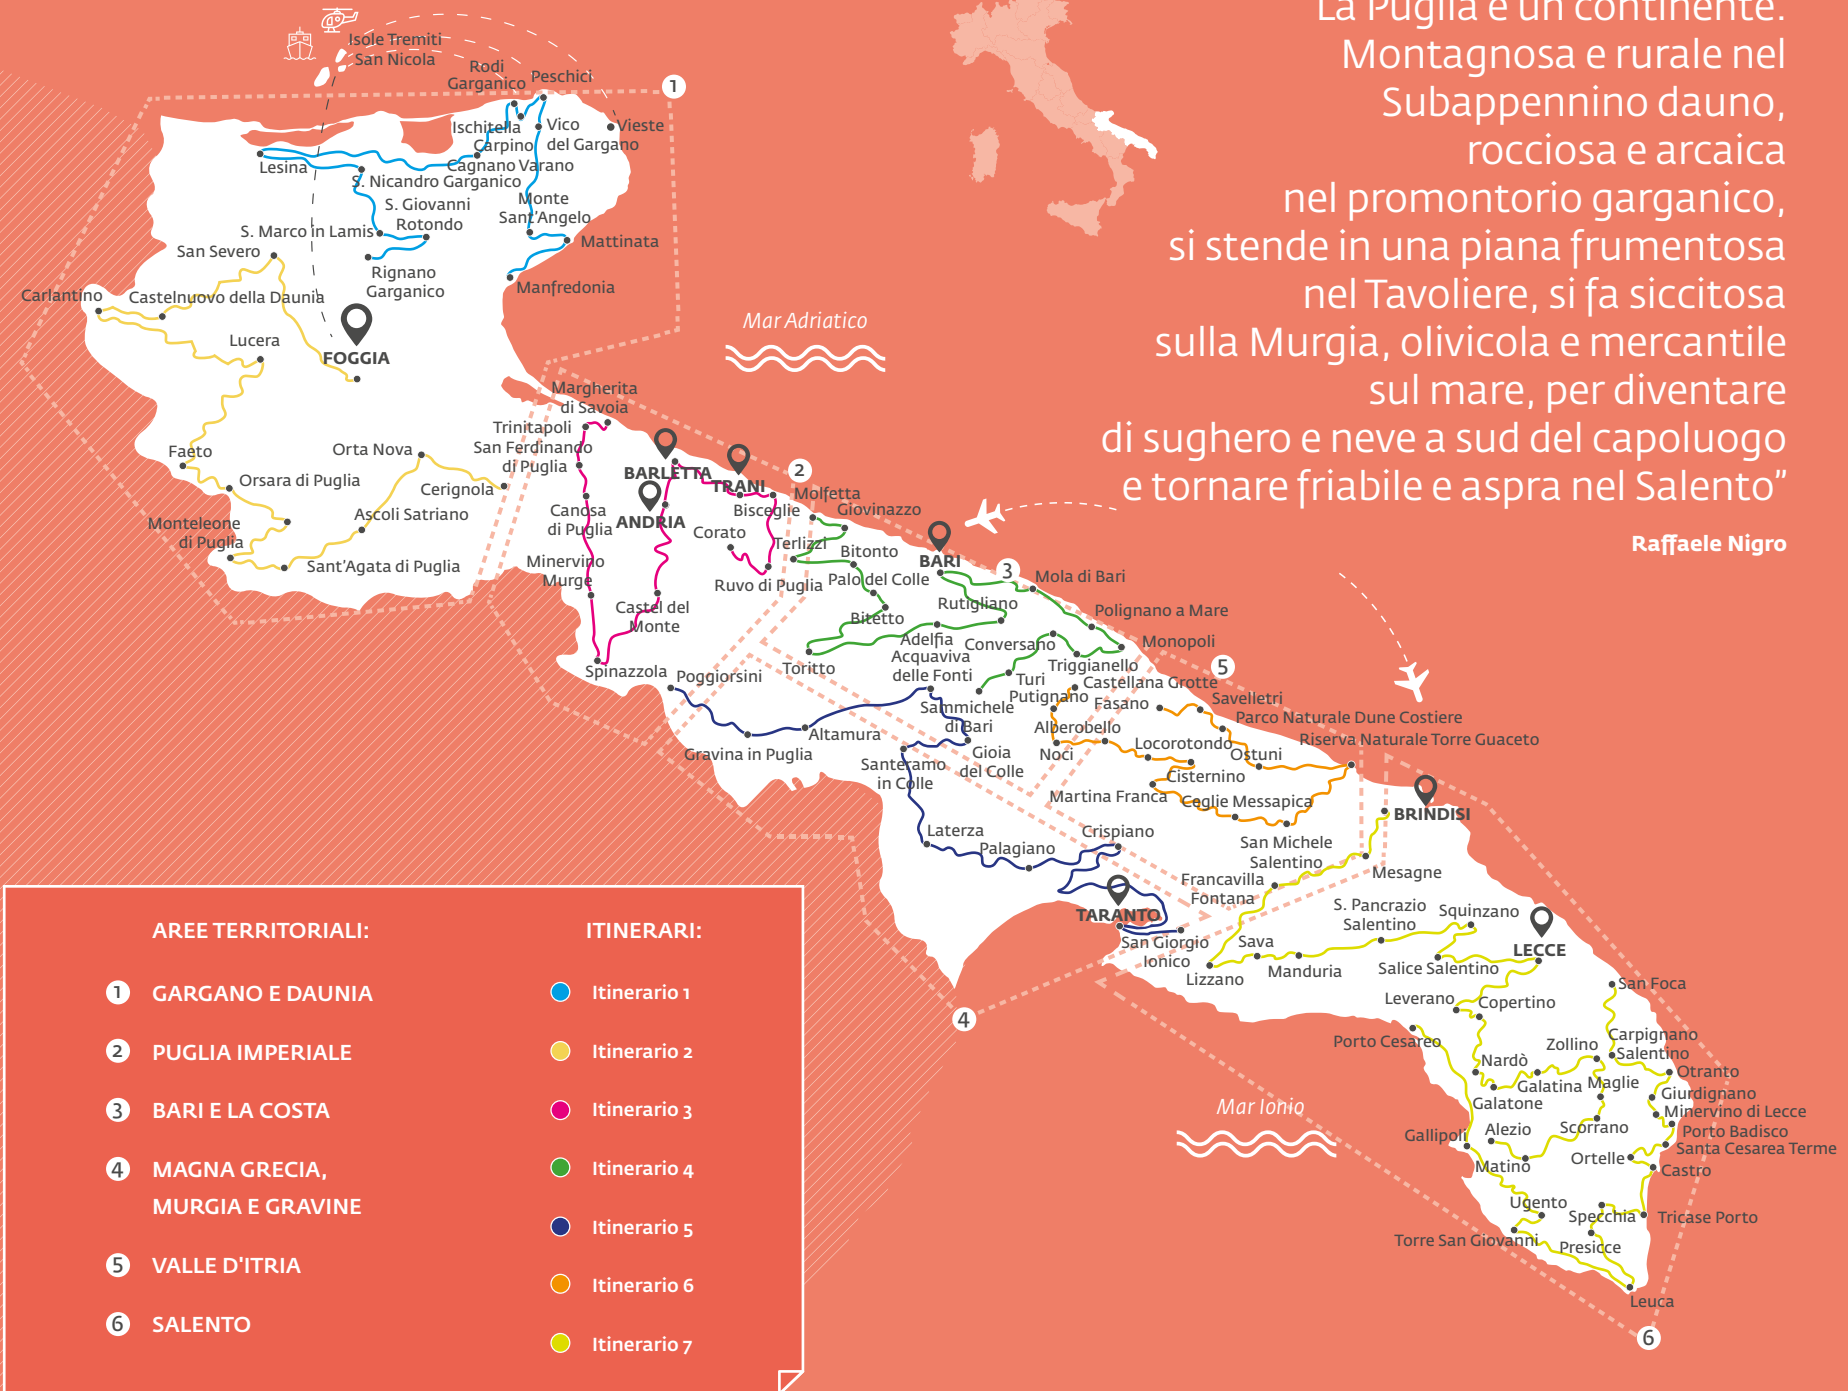 La Puglia è un continente.
Montagnosa e rurale nel
Subappennino dauno,
rocciosa e arcaica
nel promontorio garganico,
si stende in una piana frumentosa
nel Tavoliere, si fa siccitosa
sulla Murgia, olivicola e mercantile
sul mare, per diventare
di sughero e neve a sud del capoluogo
e tornare friabile e aspra nel Salento”
Raffaele Nigro
Isole Tremiti
San Nicola
Rodi
Garganico
Peschici
1
Ischitella
Vico
del Gargano
Vieste
Carpino
Cagnano Varano
Lesina
S. Nicandro Garganico
S. Giovanni
Rotondo
Monte
Sant'Angelo
S. Marco in Lamis
Mattinata
San Severo
Rignano
Garganico
Manfredonia
Carlantino
Castelnuovo della Daunia
Lucera
FOGGIA
Mar Adriatico
Margherita
di Savoia
Trinitapoli
San Ferdinando
di Puglia
Faeto
Orta Nova
Orsara di Puglia
Cerignola
Ascoli Satriano
Monteleone
di Puglia
Sant'Agata di Puglia
BARLETTA
TRANI
2
ANDRIA
Canosa
di Puglia
Bisceglie
Molfetta
Giovinazzo
Corato
Terlizzi
Minervino
Murge
Ruvo di Puglia
Bitonto
BARI
Palo del Colle
3
Mola di Bari
Castel del
Monte
Bitetto
Rutigliano
Polignano a Mare
Adelfia
Conversano
Monopoli
Acquaviva
delle Fonti
Triggianello
5
Spinazzola
Poggiorsini
Toritto
Turi
Castellana Grotte
Putignano
Fasano
Savelletri
Sammichele
di Bari
Parco Naturale Dune Costiere
Altamura
Alberobello
Riserva Naturale Torre Guaceto
Gravina in Puglia
Gioia
del Colle
Noci
Locorotondo
Ostuni
Santeramo
in Colle
Cisternino
Martina Franca
Ceglie Messapica
BRINDISI
Laterza
Crispiano
Palagiano
San Michele
Salentino
Mesagne
Francavilla
Fontana
TARANTO
S. Pancrazio
Salentino
Squinzano
San Giorgio
Ionico
Sava
LECCE
Lizzano
Manduria
Salice Salentino
4
Leverano
Copertino
San Foca
Porto Cesareo
Zollino
Carpignano
Salentino
Nardò
Otranto
Galatina
Maglie
Giurdignano
Galatone
Minervino di Lecce
Mar Ionio
Gallipoli
Alezio
Scorrano
Porto Badisco
Santa Cesarea Terme
Matino
Ortelle
Castro
Ugento
Specchia
Tricase Porto
Torre San Giovanni
Presicce
Leuca
6
AREE TERRITORIALI:
1 GARGANO E DAUNIA
2 PUGLIA IMPERIALE
3 BARI E LA COSTA
4 MAGNA GRECIA,
MURGIA E GRAVINE
5 VALLE D'ITRIA
6 SALENTO
ITINERARI:
Itinerario 1
Itinerario 2
Itinerario 3
Itinerario 4
Itinerario 5
Itinerario 6
Itinerario 7